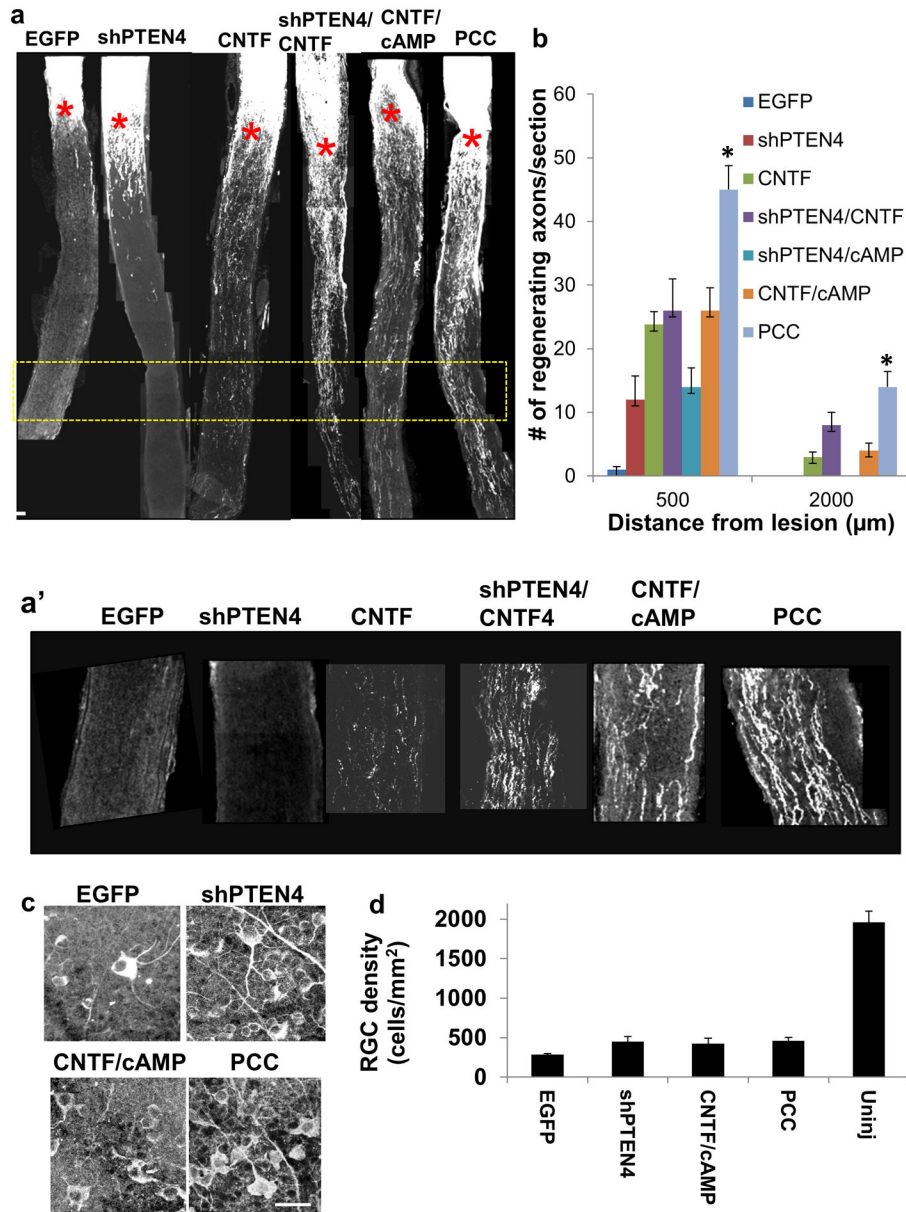 a
EGFP shPTEN4 CNTF shPTEN4/ CNTF CNTF/ cAMP PCC
* * * * * *
b
# of regenerating axons/section
60
50
40
30
20
10
0
* *
EGFP
shPTEN4
CNTF
shPTEN4/CNTF
shPTEN4/cAMP
CNTF/cAMP
PCC
500 2000
Distance from lesion (µm)
a’
EGFP shPTEN4 CNTF shPTEN4/ CNTF4 CNTF/ cAMP PCC
c
EGFP shPTEN4
CNTF/cAMP PCC
d
RGC density
(cells/mm²)
2000
1500
1000
500
0
EGFP
shPTEN4
CNTF/cAMP
PCC
Uninj